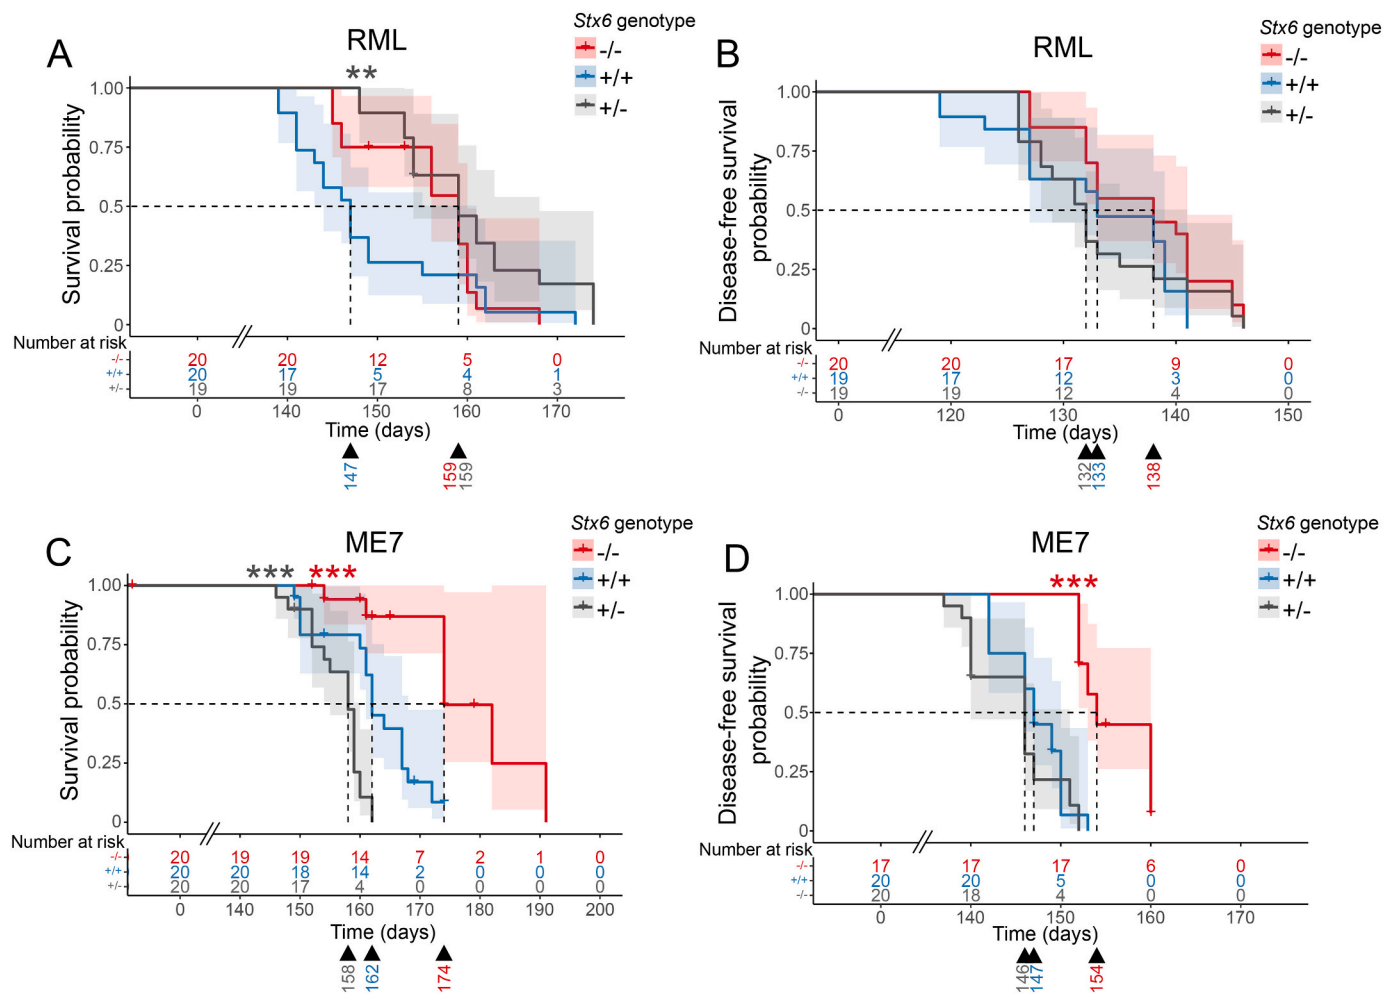 A
RML
**
Stx6 genotype
-/-
+/+
+/-
Survival probability
1.00
0.75
0.5
0.25
0
Number at risk
-/- 20 20 12 5 0
+/+ 20 17 5 4 1
+/- 19 19 17 8 3
0 140 150 160 170
Time (days)
147 159 159
B
RML
Stx6 genotype
-/-
+/+
+/-
Disease-free survival
probability
1.00
0.75
0.5
0.25
0
Number at risk
-/- 20 20 17 9 0
+/+ 19 17 12 3 0
-/- 19 19 12 4 0
0 120 130 140 150
Time (days)
132 133 138
C
ME7
*** ***
Stx6 genotype
-/-
+/+
+/-
Survival probability
1.00
0.75
0.5
0.25
0
Number at risk
-/- 20 19 19 14 7 2 1 0
+/+ 20 20 18 14 2 0 0 0
+/- 20 20 17 4 0 0 0 0
0 140 150 160 170 180 190 200
Time (days)
158 162 174
D
ME7
***
Stx6 genotype
-/-
+/+
+/-
Disease-free survival
probability
1.00
0.75
0.5
0.25
0
Number at risk
-/- 17 17 17 6 0
+/+ 20 20 5 0 0
-/- 20 18 4 0 0
0 140 150 160 170
Time (days)
146 147 154